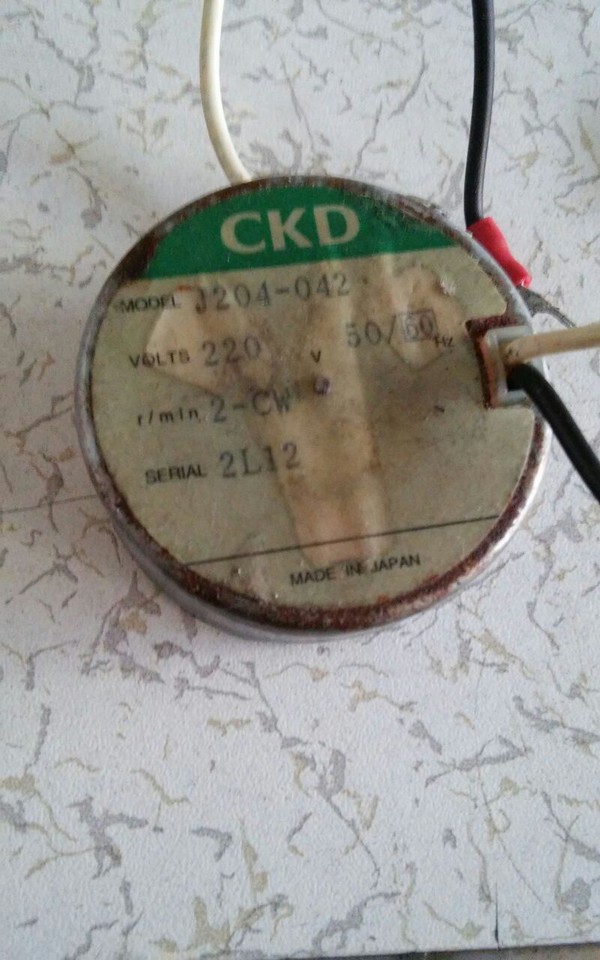 CKD
MODEL J204-042
VOLTS 220 V 50/60 Hz
r/min 2-CW
SERIAL 2L12
MADE IN JAPAN